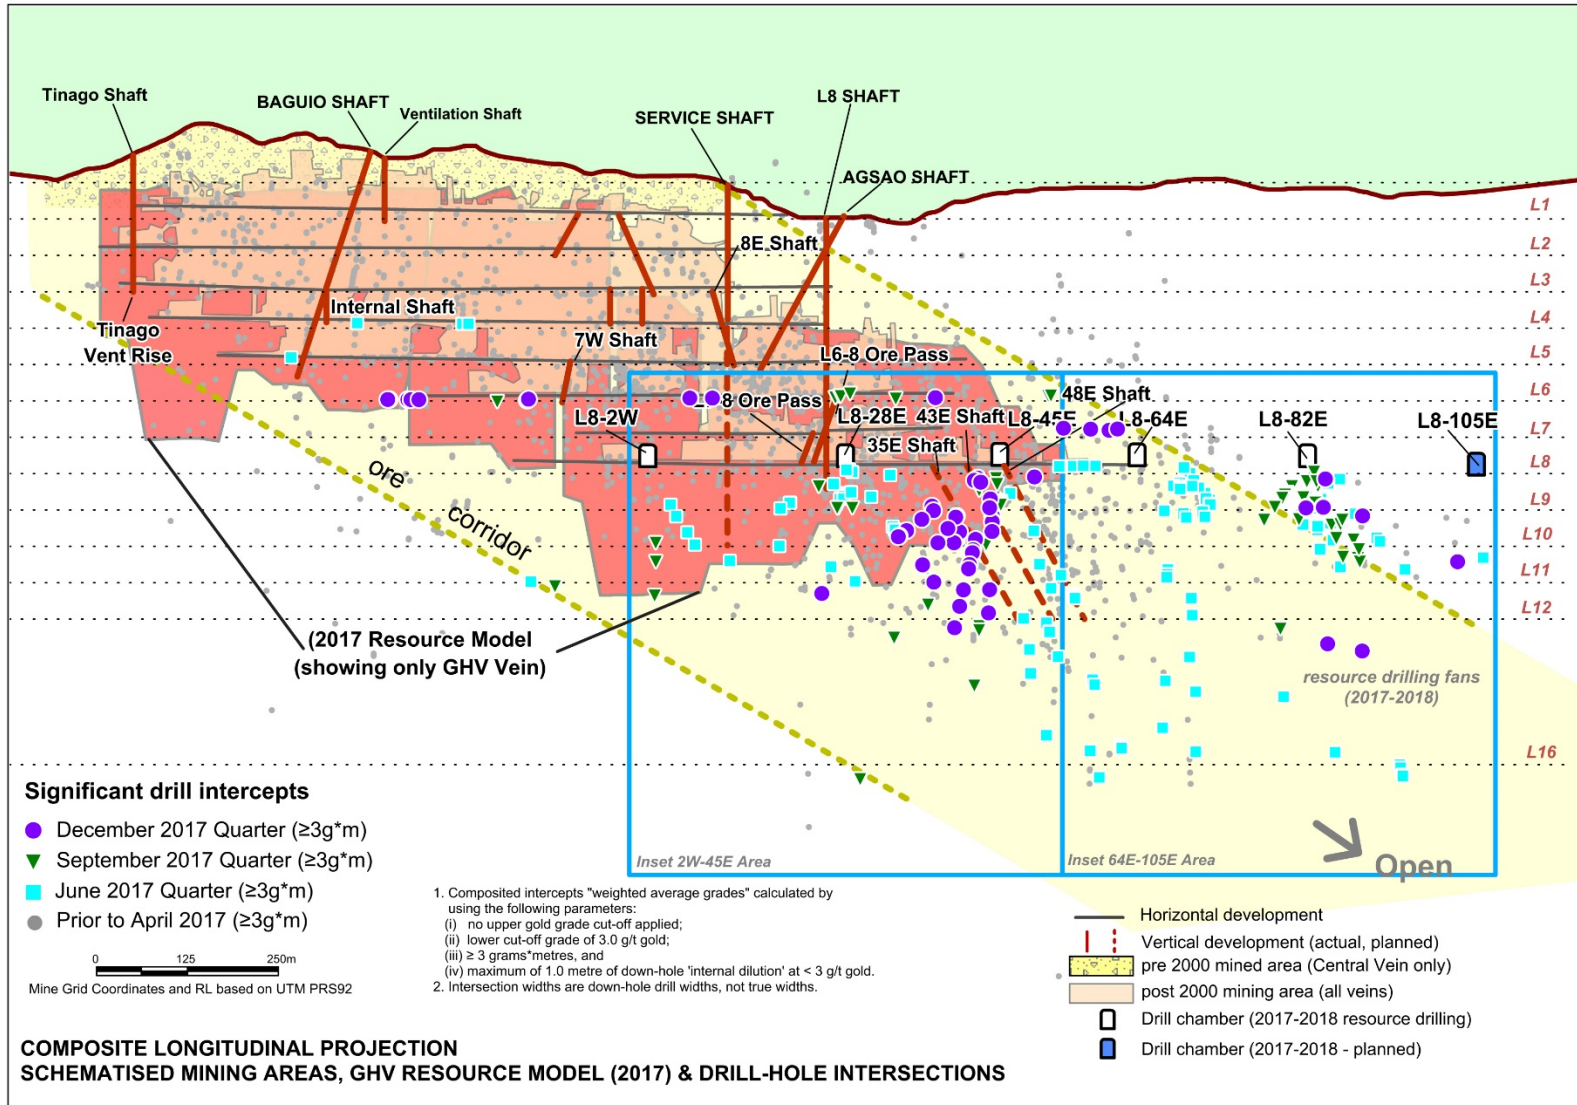 Tinago Shaft
BAGUIO SHAFT
Ventilation Shaft
SERVICE SHAFT
L8 SHAFT
AGSAO SHAFT
L1
L2
8E Shaft
L3
Internal Shaft
L4
Tinago
Vent Rise
7W Shaft
L6-8 Ore Pass
L5
48E Shaft
L6
8 Ore Pass
L8-2W
L8-28E
43E Shaft
L8-45E
L8-64E
L8-82E
L8-105E
L7
35E Shaft
L8
ore
corridor
L9
L10
L11
L12
(2017 Resource Model
(showing only GHV Vein)
resource drilling fans
(2017-2018)
L16
Significant drill intercepts
December 2017 Quarter (≥3g*m)
September 2017 Quarter (≥3g*m)
June 2017 Quarter (≥3g*m)
Prior to April 2017 (≥3g*m)
0 125 250m
Mine Grid Coordinates and RL based on UTM PRS92
Inset 2W-45E Area
Inset 64E-105E Area
Open
1. Composited intercepts "weighted average grades" calculated by
using the following parameters:
(i) no upper gold grade cut-off applied;
(ii) lower cut-off grade of 3.0 g/t gold;
(iii) ≥ 3 grams*metres, and
(iv) maximum of 1.0 metre of down-hole 'internal dilution' at < 3 g/t gold.
2. Intersection widths are down-hole drill widths, not true widths.
Horizontal development
Vertical development (actual, planned)
pre 2000 mined area (Central Vein only)
post 2000 mining area (all veins)
Drill chamber (2017-2018 resource drilling)
Drill chamber (2017-2018 - planned)
COMPOSITE LONGITUDINAL PROJECTION
SCHEMATISED MINING AREAS, GHV RESOURCE MODEL (2017) & DRILL-HOLE INTERSECTIONS